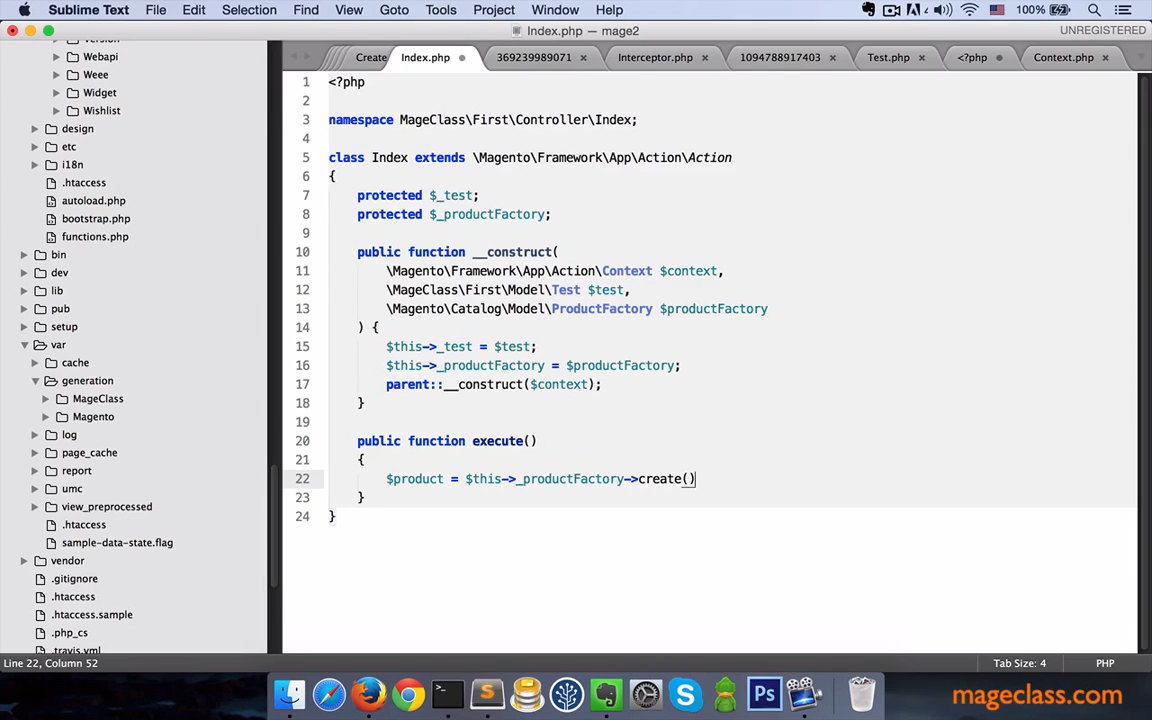 Sublime Text File Edit Selection Find View Goto Tools Project Window Help 100%
Index.php — mage2 UNREGISTERED
Create Index.php 369239989071 Interceptor.php 1094788917403 Test.php <?php Context.php
Webapi
Weee
Widget
Wishlist
design
etc
i18n
.htaccess
autoload.php
bootstrap.php
functions.php
bin
dev
lib
pub
setup
var
cache
generation
MageClass
Magento
log
page_cache
report
umc
view_preprocessed
.htaccess
sample-data-state.flag
vendor
.gitignore
.htaccess
.htaccess.sample
.php_cs
.travis.yml
1 <?php
2
3 namespace MageClass\First\Controller\Index;
4
5 class Index extends \Magento\Framework\App\Action\Action
6 {
7 protected $_test;
8 protected $_productFactory;
9
10 public function __construct(
11 \Magento\Framework\App\Action\Context $context,
12 \MageClass\First\Model\Test $test,
13 \Magento\Catalog\Model\ProductFactory $productFactory
14 ) {
15 $this->_test = $test;
16 $this->_productFactory = $productFactory;
17 parent::__construct($context);
18 }
19
20 public function execute()
21 {
22 $product = $this->_productFactory->create()
23 }
24 }
Line 22, Column 52 Tab Size: 4 PHP
mageclass.com